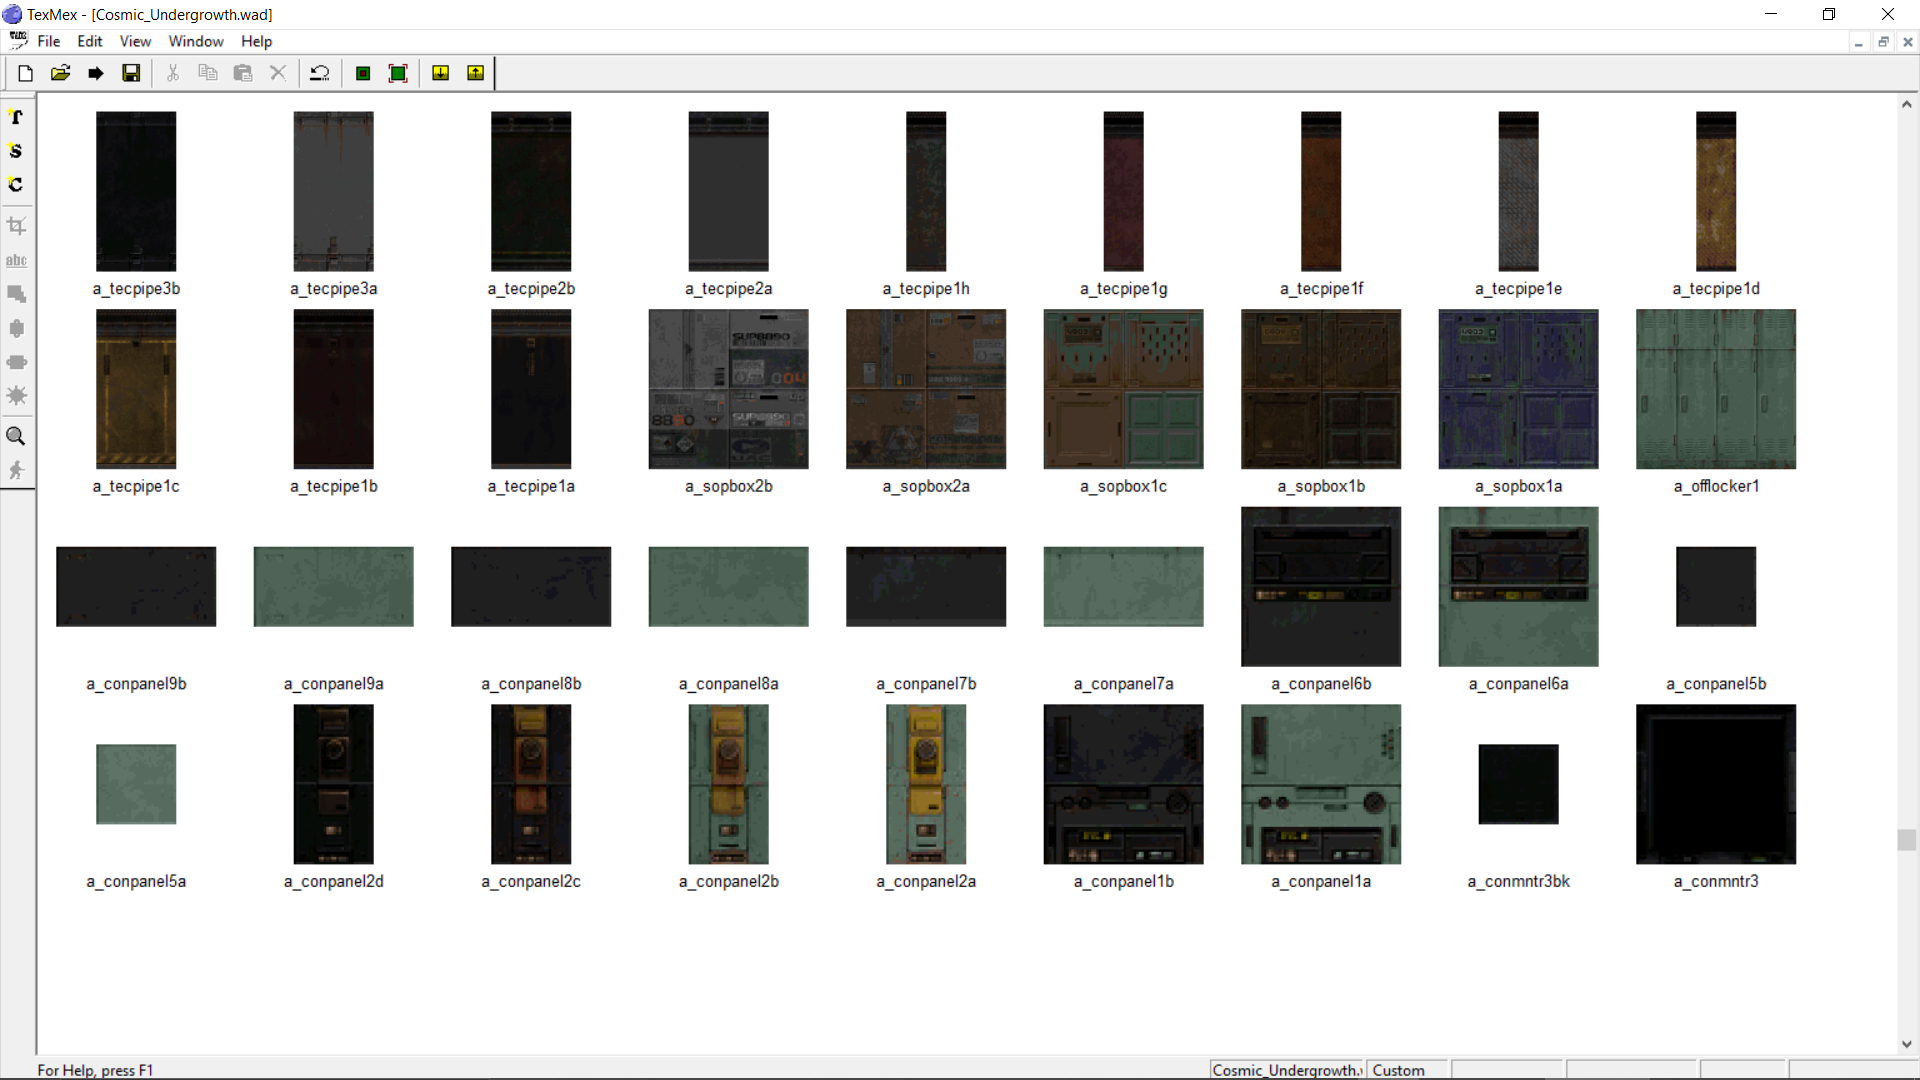 TexMex - [Cosmic_Undergrowth.wad]
File Edit View Window Help
T
S
C
abc
a_tecpipe3b a_tecpipe3a a_tecpipe2b a_tecpipe2a a_tecpipe1h a_tecpipe1g a_tecpipe1f a_tecpipe1e a_tecpipe1d
SUPB890
8890
a_tecpipe1c a_tecpipe1b a_tecpipe1a a_sopbox2b a_sopbox2a a_sopbox1c a_sopbox1b a_sopbox1a a_offlocker1
a_conpanel9b a_conpanel9a a_conpanel8b a_conpanel8a a_conpanel7b a_conpanel7a a_conpanel6b a_conpanel6a a_conpanel5b
a_conpanel5a a_conpanel2d a_conpanel2c a_conpanel2b a_conpanel2a a_conpanel1b a_conpanel1a a_conmntr3bk a_conmntr3
For Help, press F1 Cosmic_Undergrowth. Custom